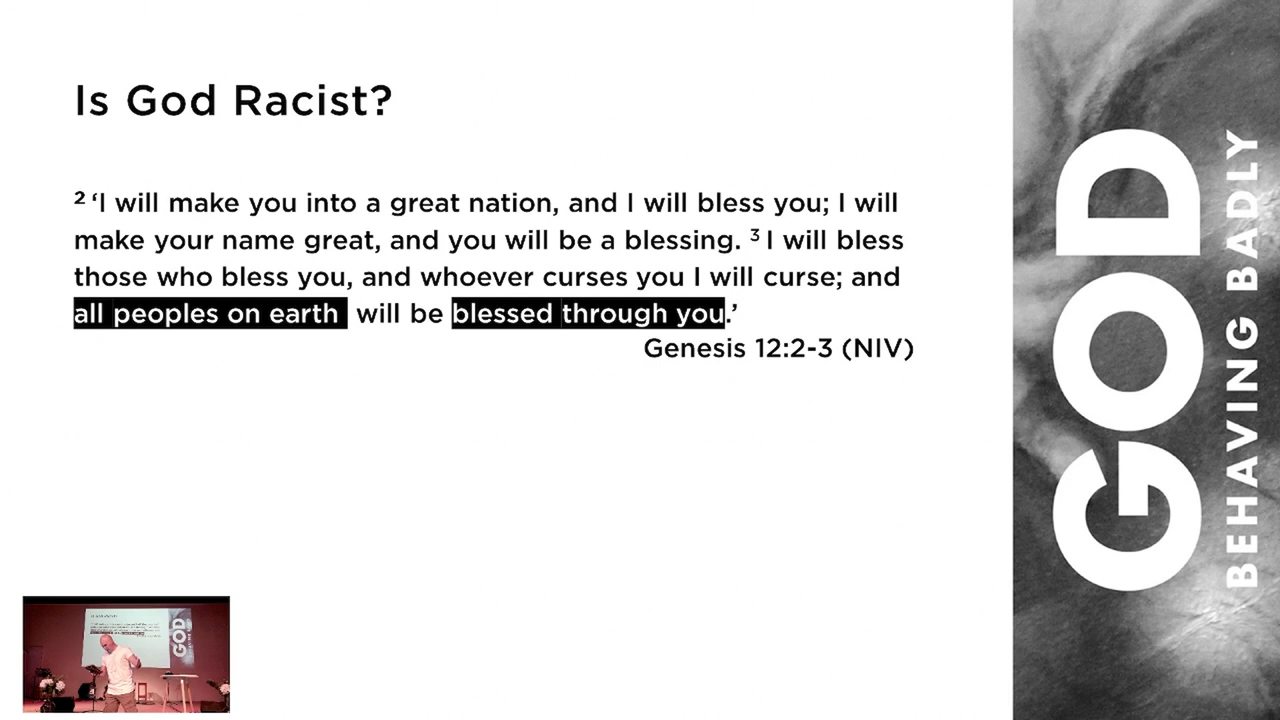 Is God Racist?
² ‘I will make you into a great nation, and I will bless you; I will
make your name great, and you will be a blessing. ³ I will bless
those who bless you, and whoever curses you I will curse; and
all peoples on earth will be blessed through you.’
Genesis 12:2-3 (NIV)
GOD
BEHAVING BADLY
GOD